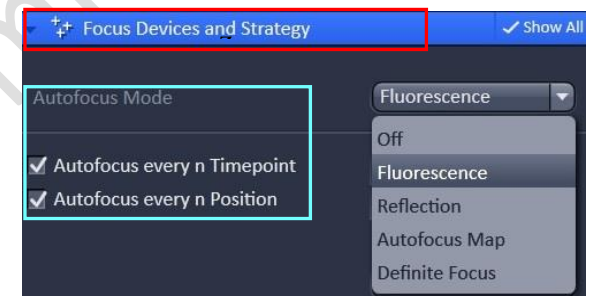 Focus Devices and Strategy
Show All
Autofocus Mode
Fluorescence
Off
Fluorescence
Reflection
Autofocus Map
Definite Focus
Autofocus every n Timepoint
Autofocus every n Position